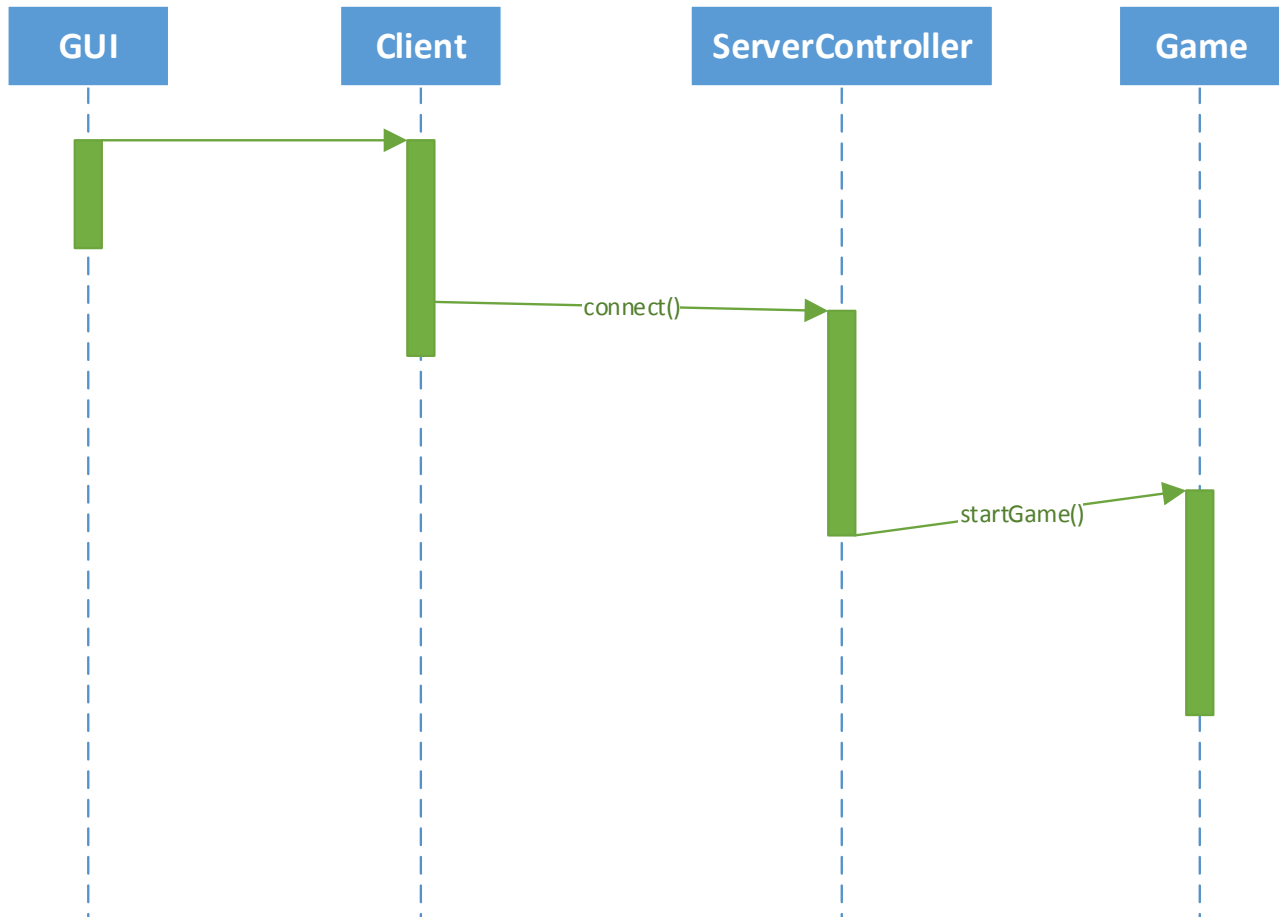 GUI
Client
ServerController
Game
connect()
startGame()